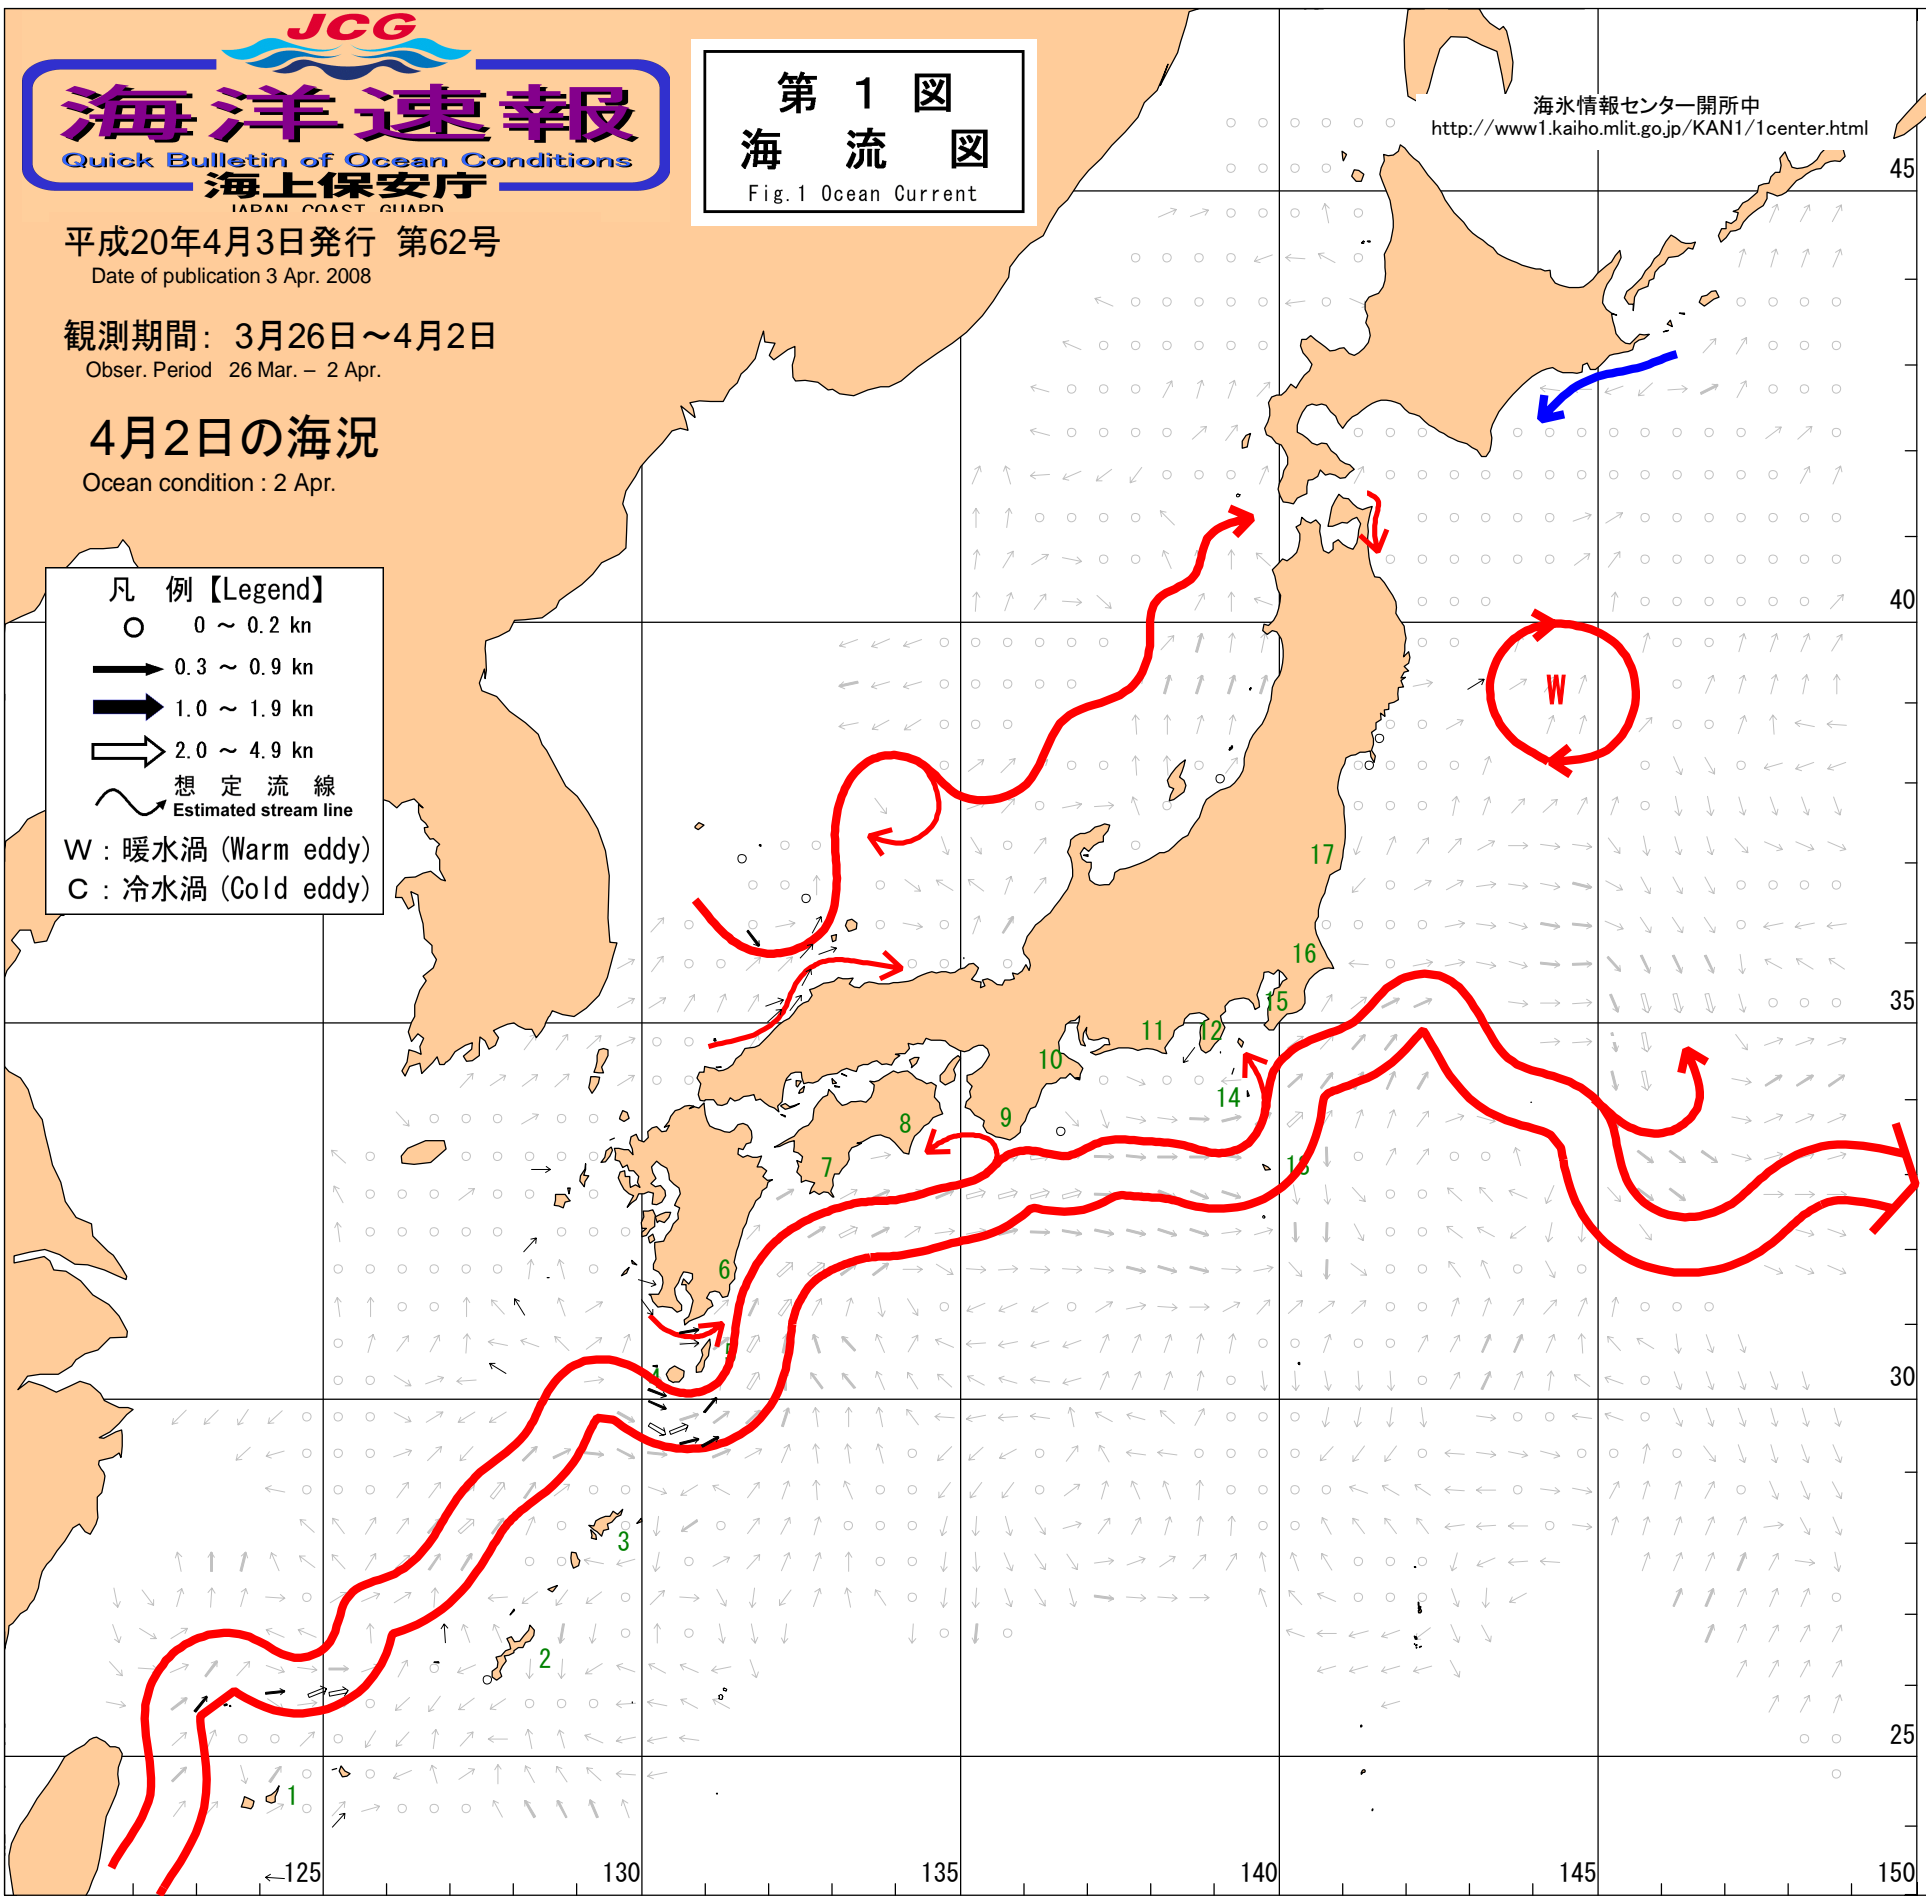 JCG
海洋速報
Quick Bulletin of Ocean Conditions
海上保安庁
JAPAN COAST GUARD
平成20年4月3日発行 第62号
Date of publication 3 Apr. 2008
観測期間: 3月26日～4月2日
Obser. Period 26 Mar. – 2 Apr.
4月2日の海況
Ocean condition : 2 Apr.
第 1 図
海 流 図
Fig.1 Ocean Current
海氷情報センター開所中
http://www1.kaiho.mlit.go.jp/KAN1/1center.html
凡 例【Legend】
0 ～ 0.2 kn
0.3 ～ 0.9 kn
1.0 ～ 1.9 kn
2.0 ～ 4.9 kn
想 定 流 線
Estimated stream line
W : 暖水渦 (Warm eddy)
C : 冷水渦 (Cold eddy)
45
40
W
17
16
15
35
12
11
10
14
9
8
7
13
6
5
4
30
3
2
25
1
125
130
135
140
145
150